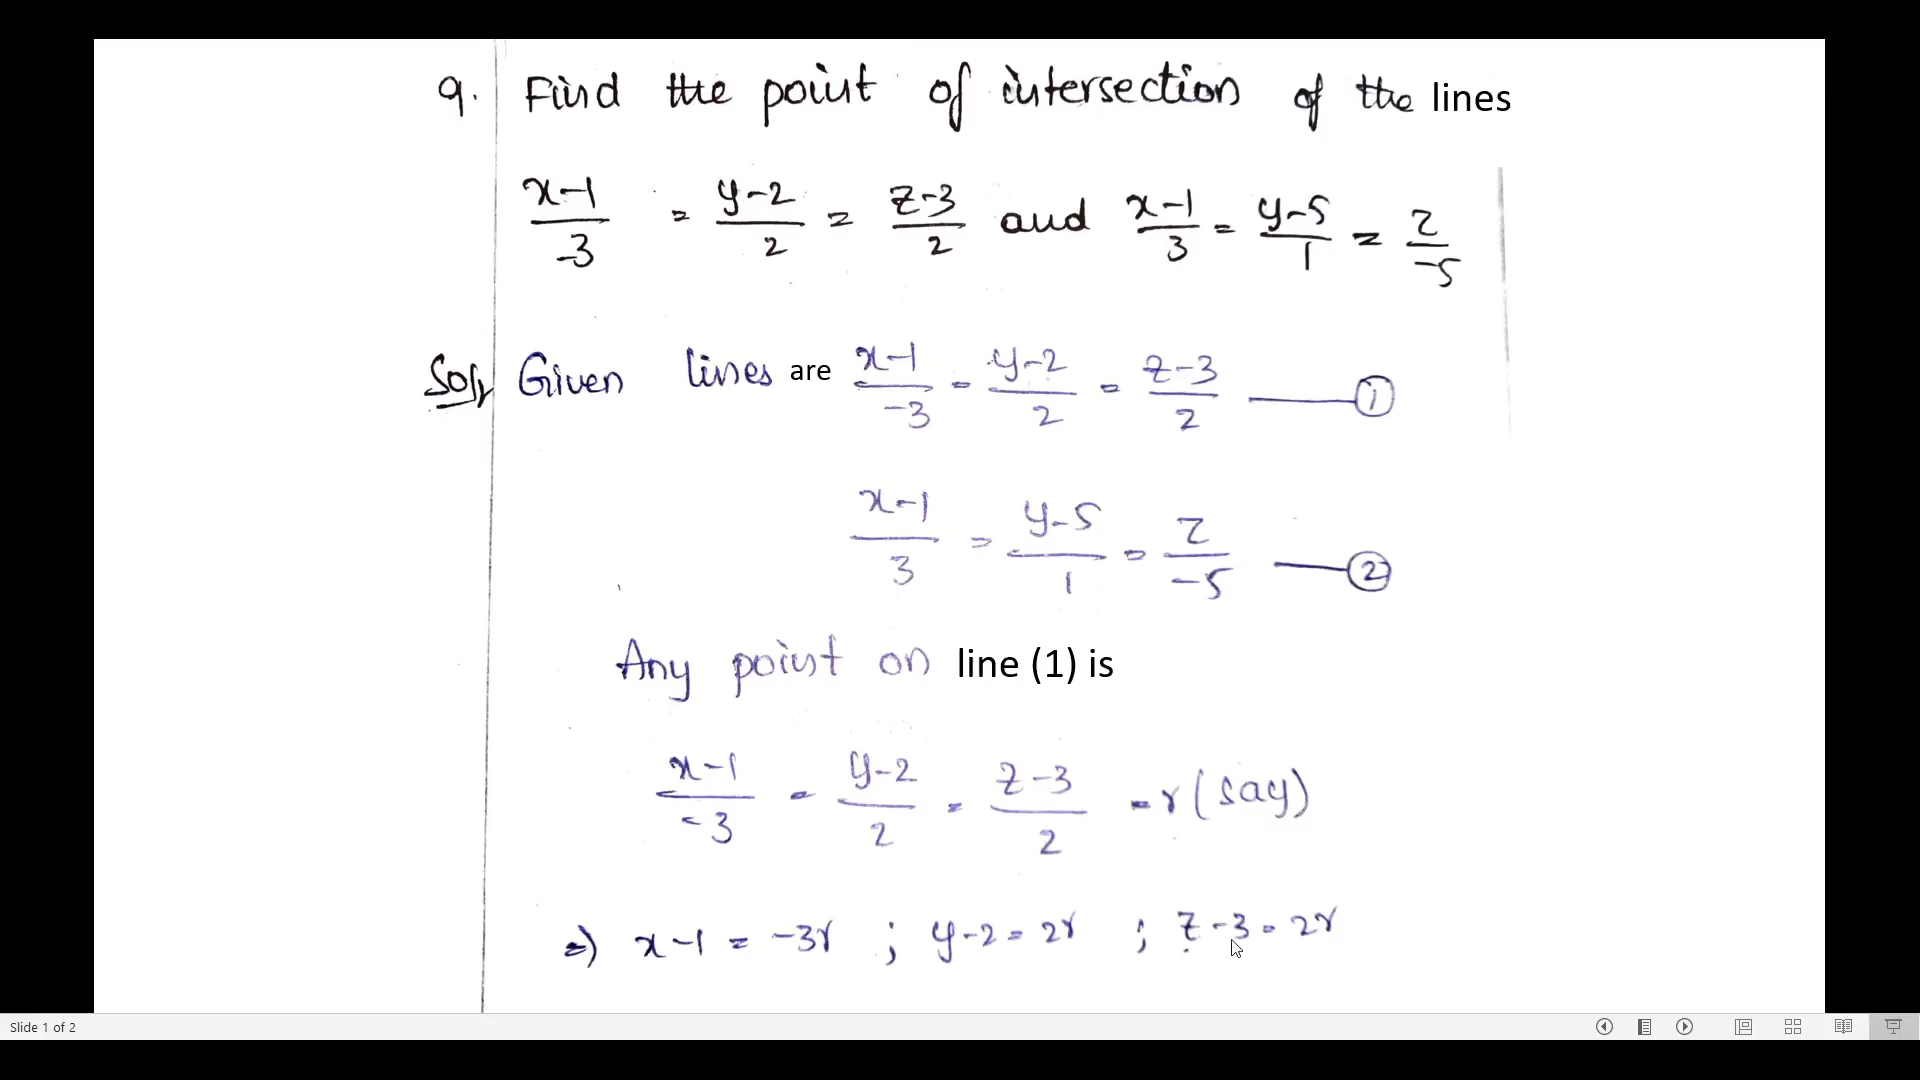 9. Find the point of intersection of the lines
x-1/-3 = y-2/2 = z-3/2 and x-1/3 = y-5/1 = z/-5
Soln Given lines are x-1/-3 = y-2/2 = z-3/2 — ①
x-1/3 = y-5/1 = z/-5 — ②
Any point on line (1) is
x-1/-3 = y-2/2 = z-3/2 = r (say)
⇒) x-1 = -3r ; y-2 = 2r ; z-3 = 2r
Slide 1 of 2